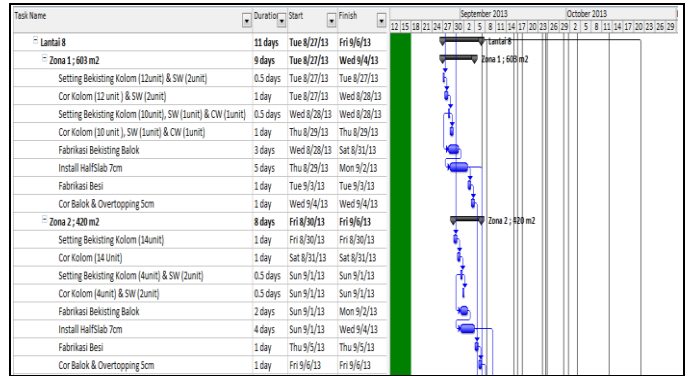 Task Name Duration Start Finish September 2013 October 2013
12 15 18 21 24 27 30 2 5 8 11 14 17 20 23 26 29 2 5 8 11 14 17 20 23 26 29
Lantai 8 11 days Tue 8/27/13 Fri 9/6/13 Lantai 8
Zona 1 ; 603 m2 9 days Tue 8/27/13 Wed 9/4/13 Zona 1 ; 603 m2
Setting Bekisting Kolom (12unit) & SW (2unit) 0.5 days Tue 8/27/13 Tue 8/27/13
Cor Kolom (12 unit ) & SW (2unit) 1 day Tue 8/27/13 Wed 8/28/13
Setting Bekisting Kolom (10unit), SW (1unit) & CW (1unit) 0.5 days Wed 8/28/13 Wed 8/28/13
Cor Kolom (10 unit ), SW (1unit) & CW (1unit) 1 day Thu 8/29/13 Thu 8/29/13
Fabrikasi Bekisting Balok 3 days Wed 8/28/13 Sat 8/31/13
Install HalfSlab 7cm 5 days Thu 8/29/13 Mon 9/2/13
Fabrikasi Besi 1 day Tue 9/3/13 Tue 9/3/13
Cor Balok & Overtopping 5cm 1 day Wed 9/4/13 Wed 9/4/13
Zona 2 ; 420 m2 8 days Fri 8/30/13 Fri 9/6/13 Zona 2 ; 420 m2
Setting Bekisting Kolom (14unit) 1 day Fri 8/30/13 Fri 8/30/13
Cor Kolom (14 Unit) 1 day Sat 8/31/13 Sat 8/31/13
Setting Bekisting Kolom (4unit) & SW (2unit) 0.5 days Sun 9/1/13 Sun 9/1/13
Cor Kolom (4unit) & SW (2unit) 0.5 days Sun 9/1/13 Sun 9/1/13
Fabrikasi Bekisting Balok 2 days Sun 9/1/13 Mon 9/2/13
Install HalfSlab 7cm 4 days Sun 9/1/13 Wed 9/4/13
Fabrikasi Besi 1 day Thu 9/5/13 Thu 9/5/13
Cor Balok & Overtopping 5cm 1 day Fri 9/6/13 Fri 9/6/13